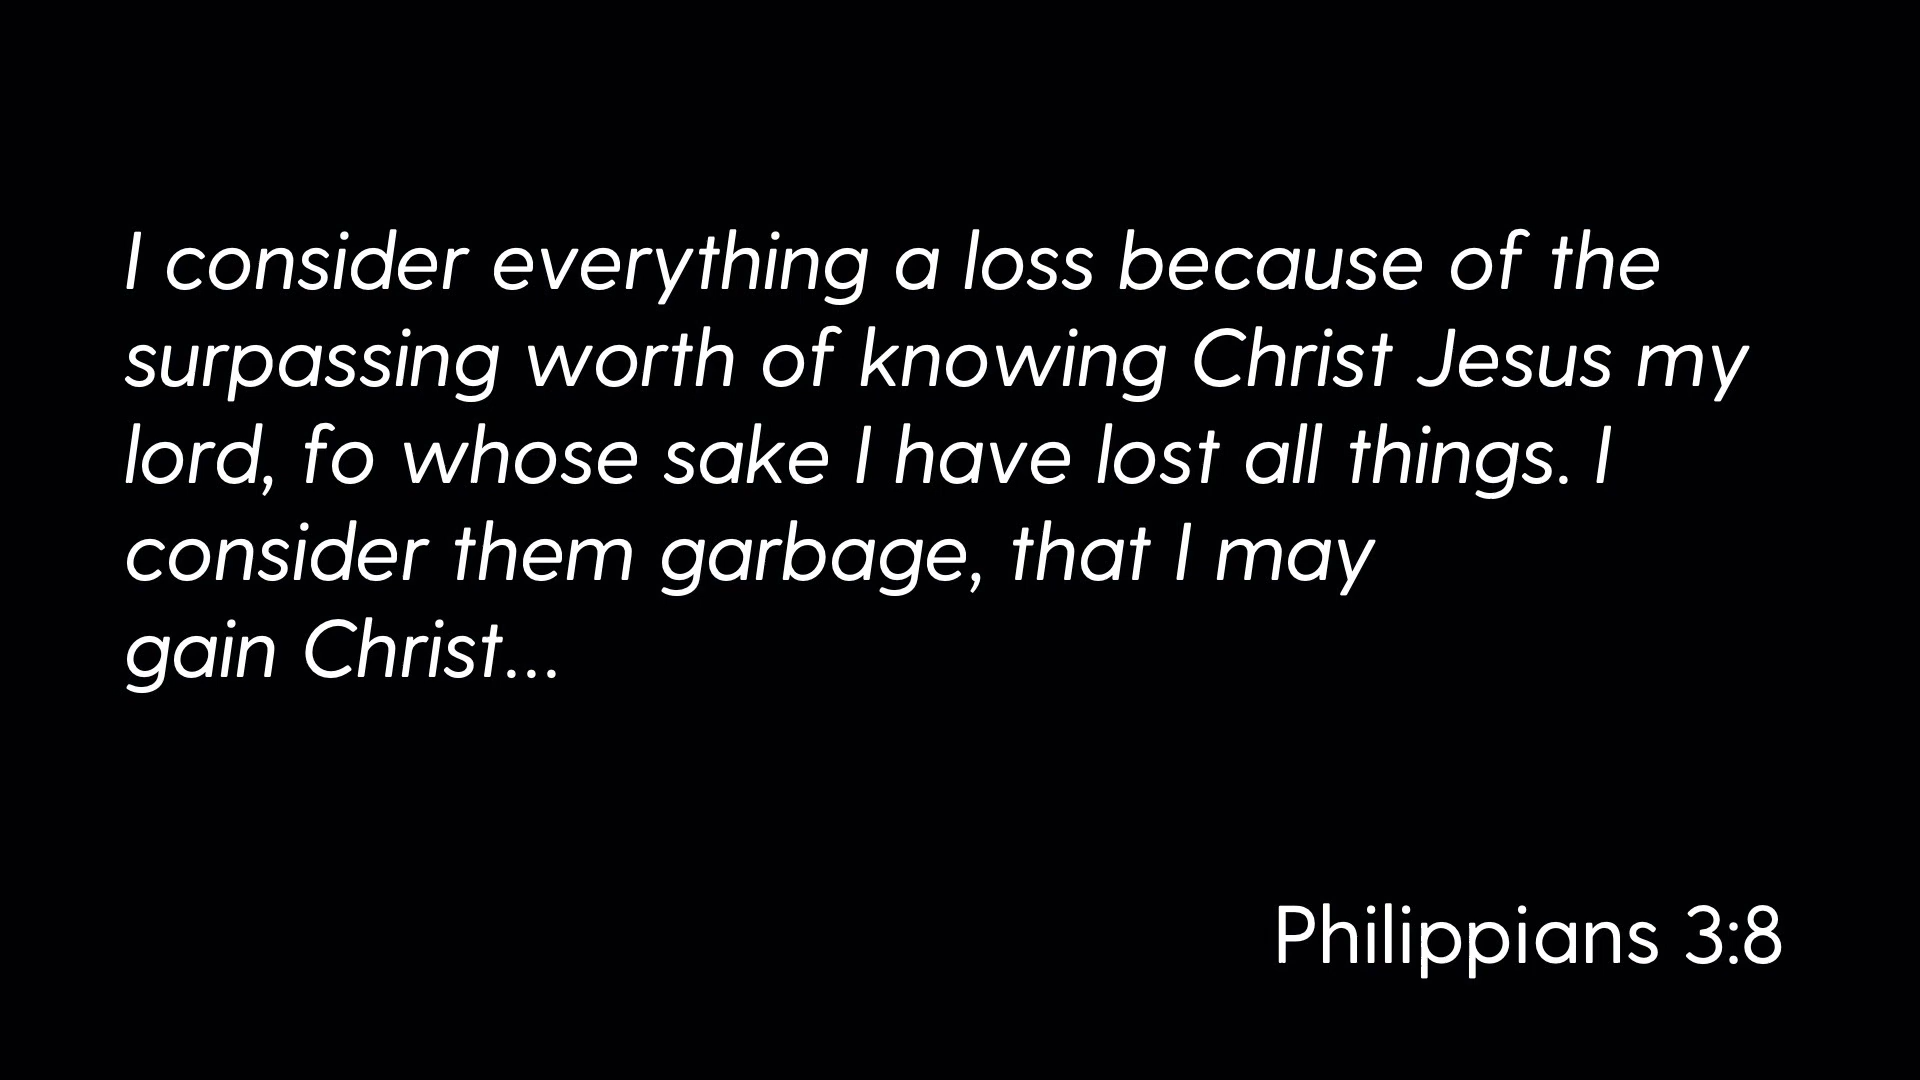 I consider everything a loss because of the
surpassing worth of knowing Christ Jesus my
lord, fo whose sake I have lost all things. I
consider them garbage, that I may
gain Christ...
Philippians 3:8